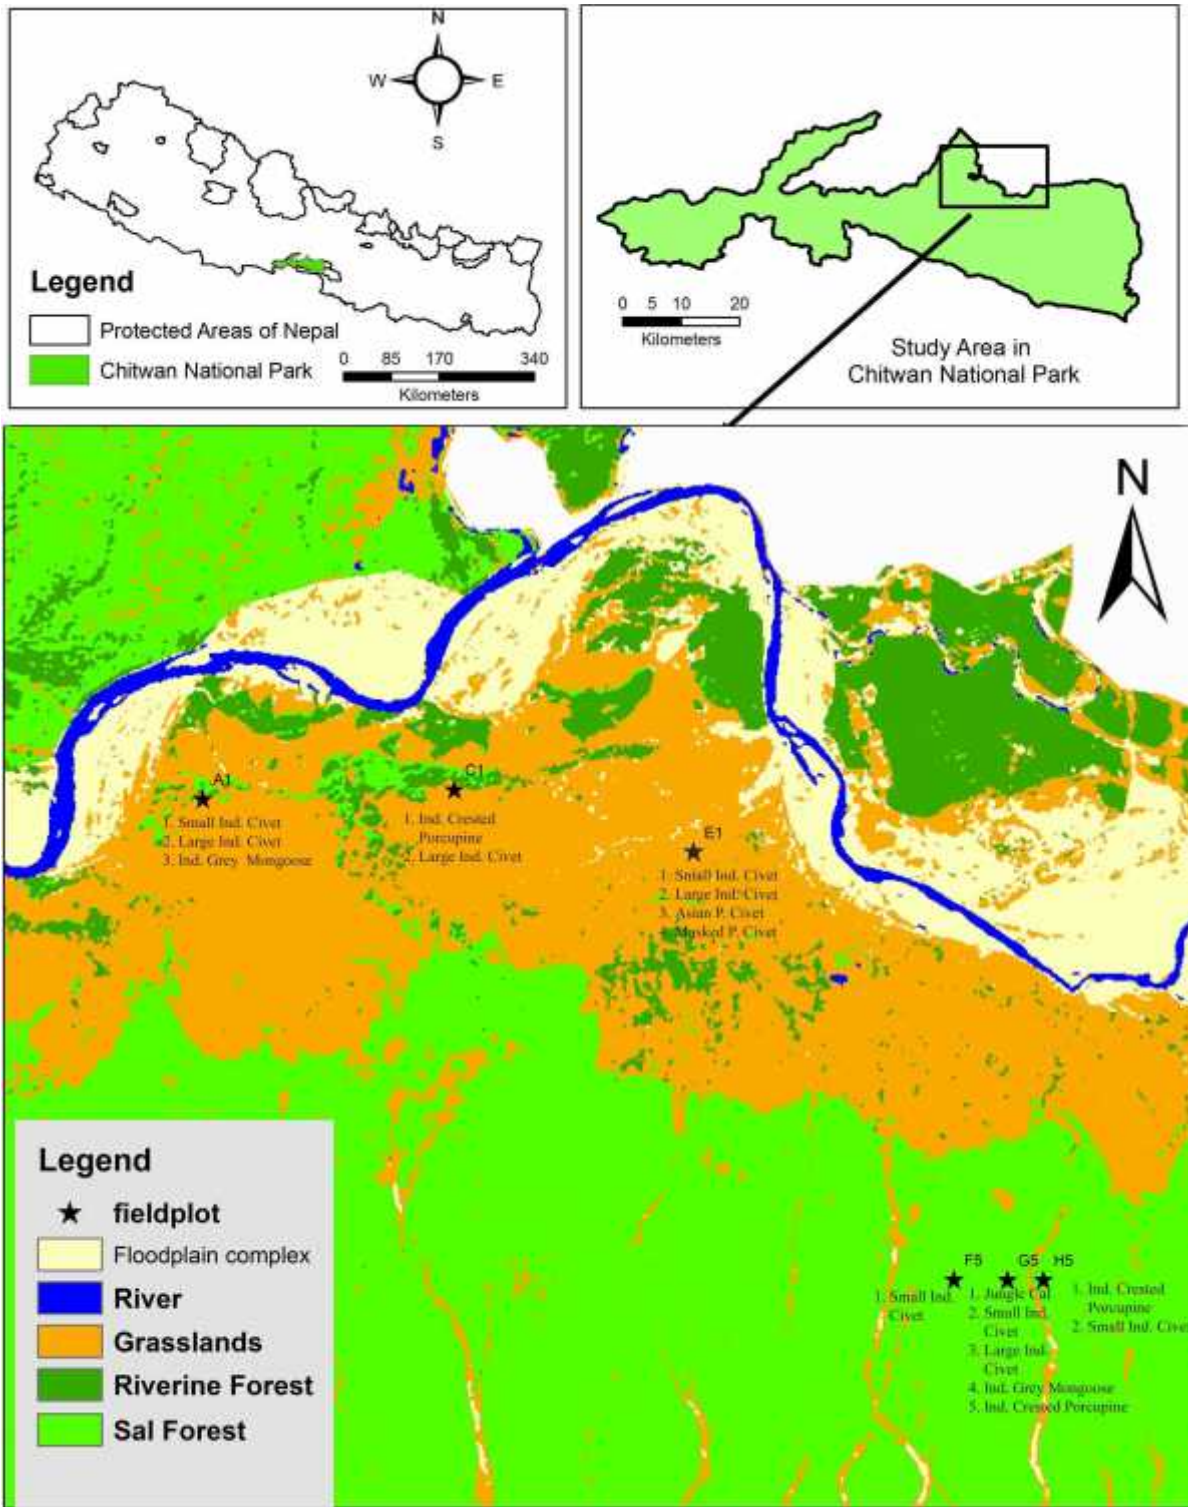 N
W E
S
Legend
Protected Areas of Nepal
Chitwan National Park
0 85 170 340
Kilometers
0 5 10 20
Kilometers
Study Area in
Chitwan National Park
N
A1
1. Small Ind. Civet
2. Large Ind. Civet
3. Ind. Grey Mongoose
C1
1. Ind. Crested
Porcupine
2. Large Ind. Civet
E1
1. Small Ind. Civet
2. Large Ind. Civet
3. Asian P. Civet
Masked P. Civet
F5 G5 H5
1. Small Ind.
Civet
1. Jungle Cat
2. Small Ind.
Civet
3. Large Ind.
Civet
4. Ind. Grey Mongoose
5. Ind. Crested Porcupine
1. Ind. Crested
Porcupine
2. Small Ind. Civet
Legend
fieldplot
Floodplain complex
River
Grasslands
Riverine Forest
Sal Forest